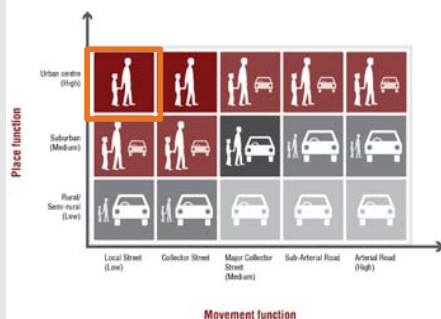 Place function
Urban centre
(High)
Suburban
(Medium)
Rural/
Semi-rural
(Low)
Local Street
(Low)
Collector Street
Major Collector
Street
(Medium)
Sub-Arterial Road
Arterial Road
(High)
Movement function